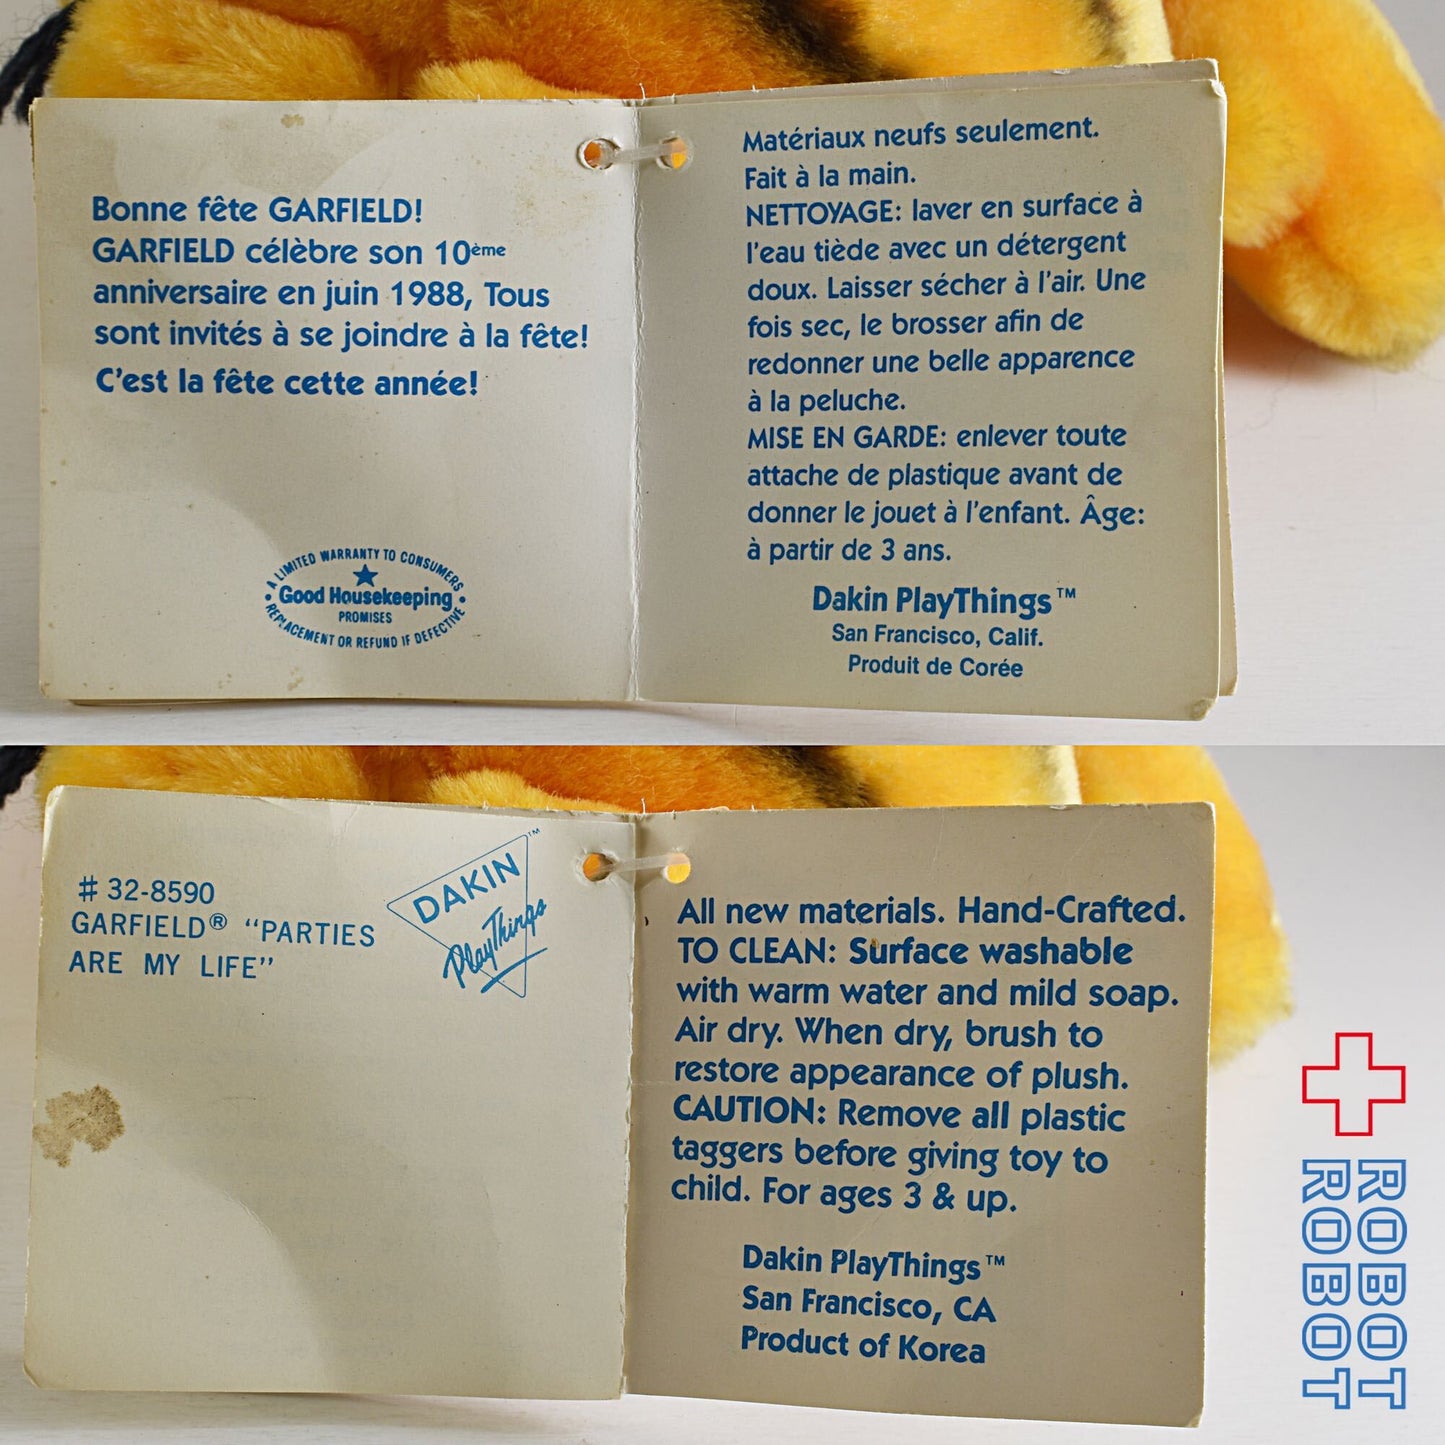 Bonne fête GARFIELD!
GARFIELD célèbre son 10ème
anniversaire en juin 1988, Tous
sont invités à se joindre à la fête!
C'est la fête cette année!
A LIMITED WARRANTY TO CONSUMERS
Good Housekeeping
PROMISES
REPLACEMENT OR REFUND IF DEFECTIVE
Matériaux neufs seulement.
Fait à la main.
NETTOYAGE: laver en surface à
l'eau tiède avec un détergent
doux. Laisser sécher à l'air. Une
fois sec, le brosser afin de
redonner une belle apparence
à la peluche.
MISE EN GARDE: enlever toute
attache de plastique avant de
donner le jouet à l'enfant. Âge:
à partir de 3 ans.
Dakin PlayThings™
San Francisco, Calif.
Produit de Corée
# 32-8590
GARFIELD® "PARTIES
ARE MY LIFE"
DAKIN™
PlayThings
All new materials. Hand-Crafted.
TO CLEAN: Surface washable
with warm water and mild soap.
Air dry. When dry, brush to
restore appearance of plush.
CAUTION: Remove all plastic
taggers before giving toy to
child. For ages 3 & up.
Dakin PlayThings™
San Francisco, CA
Product of Korea
ROBOT
ROBOT